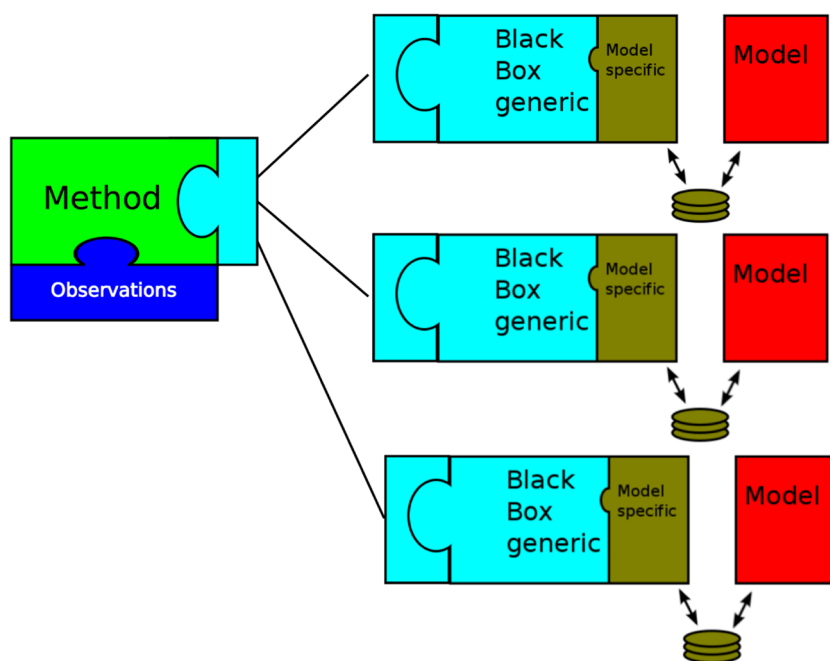 Black
Box
generic
Model
specific
Model
Method
Observations
Black
Box
generic
Model
specific
Model
Black
Box
generic
Model
specific
Model